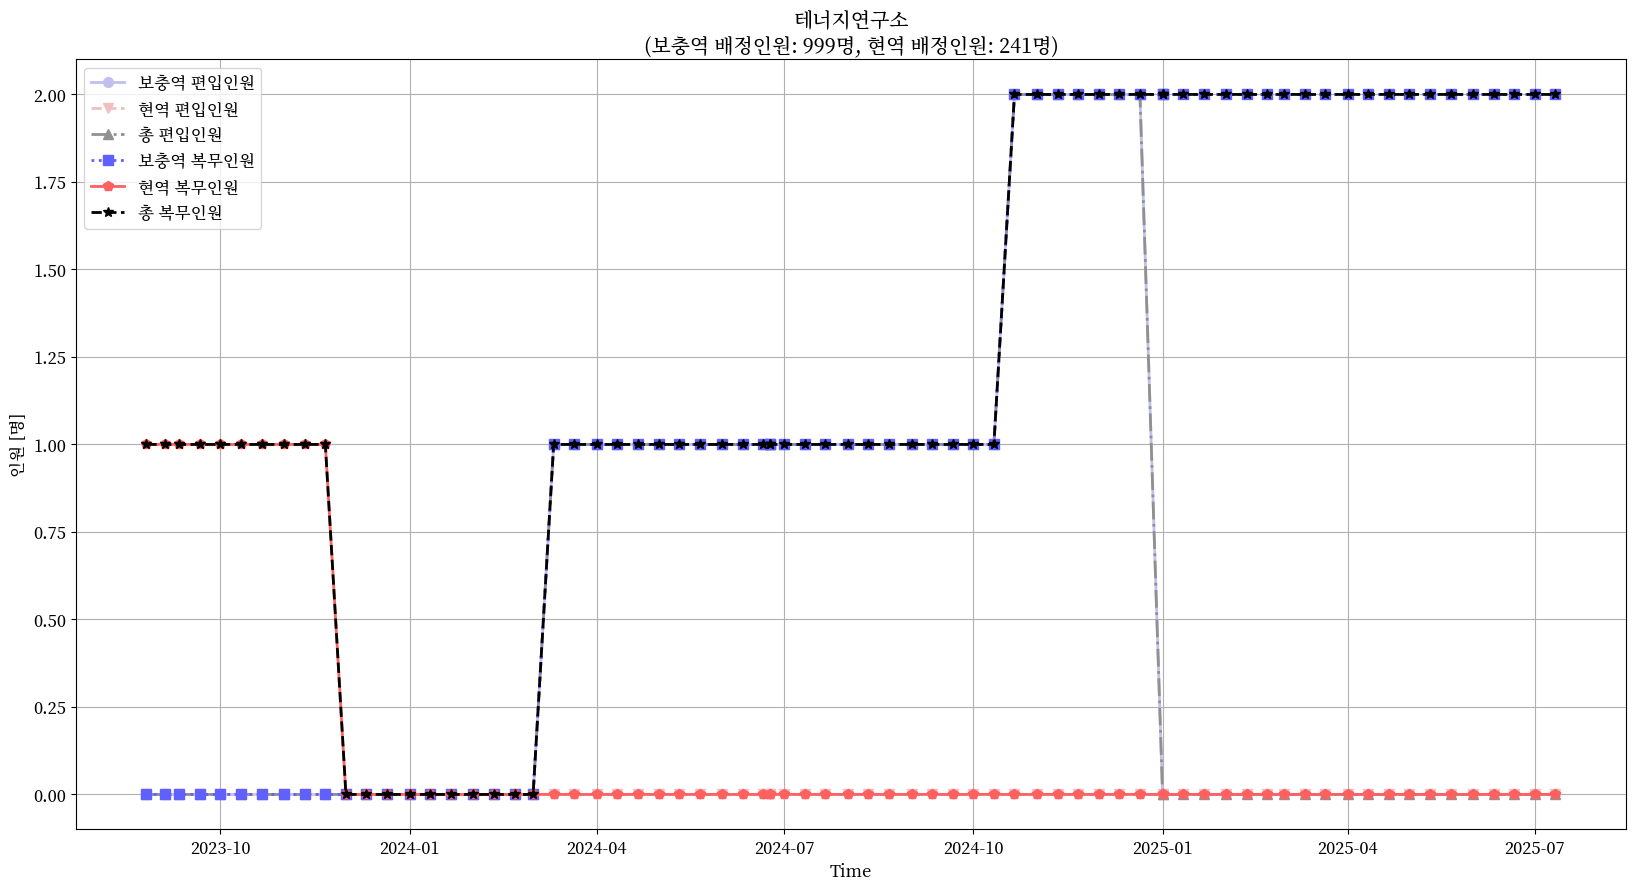 테너지연구소
(보충역 배정인원: 999명, 현역 배정인원: 241명)
보충역 편입인원
현역 편입인원
총 편입인원
보충역 복무인원
현역 복무인원
총 복무인원
2.00
1.75
1.50
1.25
1.00
0.75
0.50
0.25
0.00
인원 [명]
2023-10
2024-01
2024-04
2024-07
2024-10
2025-01
2025-04
2025-07
Time